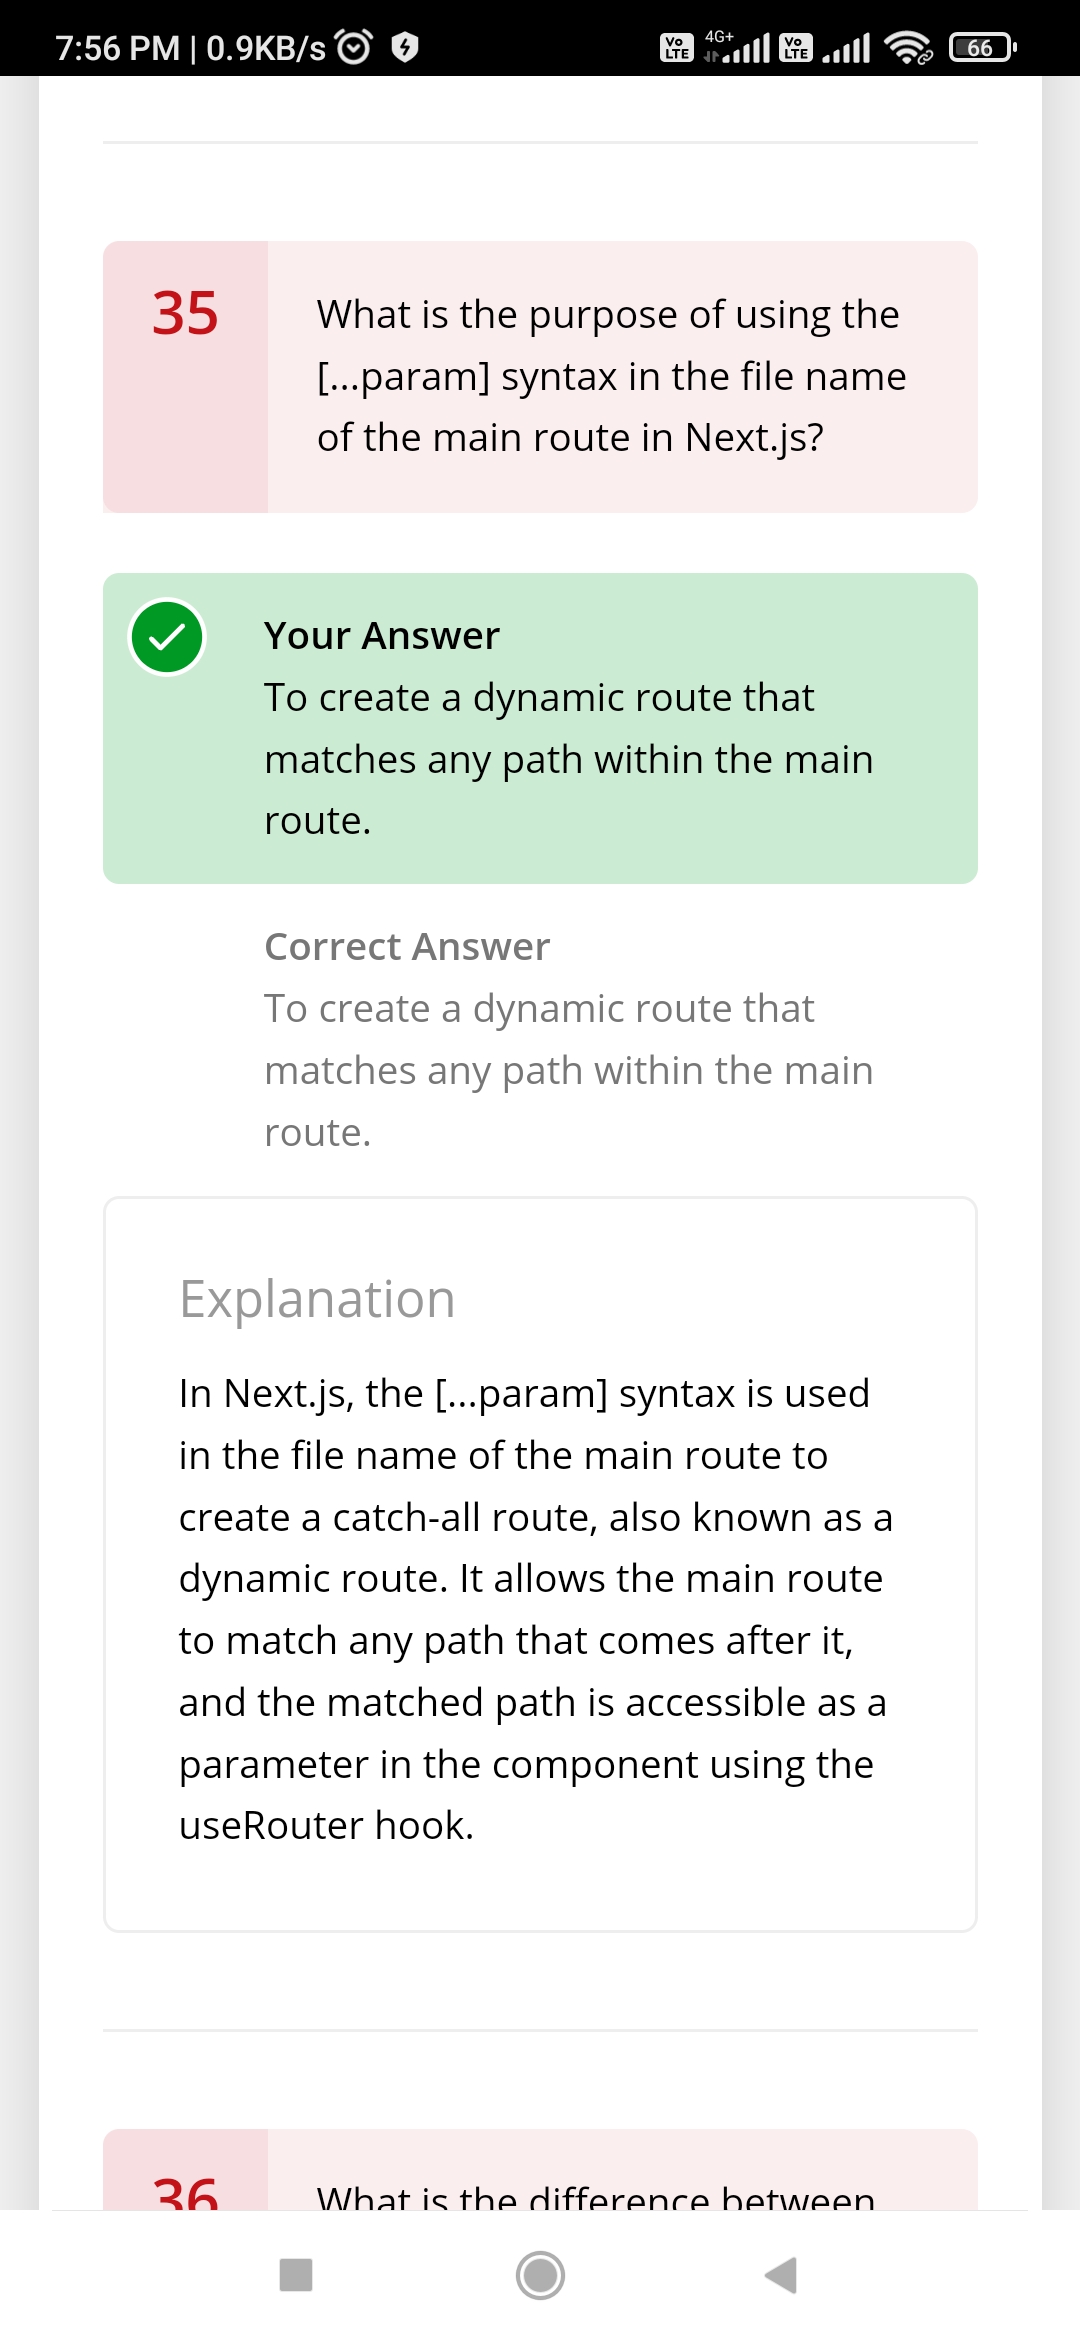 7:56 PM | 0.9KB/s
Vo LTE 4G+ Vo LTE 66
35
What is the purpose of using the
[...param] syntax in the file name
of the main route in Next.js?
Your Answer
To create a dynamic route that
matches any path within the main
route.
Correct Answer
To create a dynamic route that
matches any path within the main
route.
Explanation
In Next.js, the [...param] syntax is used
in the file name of the main route to
create a catch-all route, also known as a
dynamic route. It allows the main route
to match any path that comes after it,
and the matched path is accessible as a
parameter in the component using the
useRouter hook.
36
What is the difference between